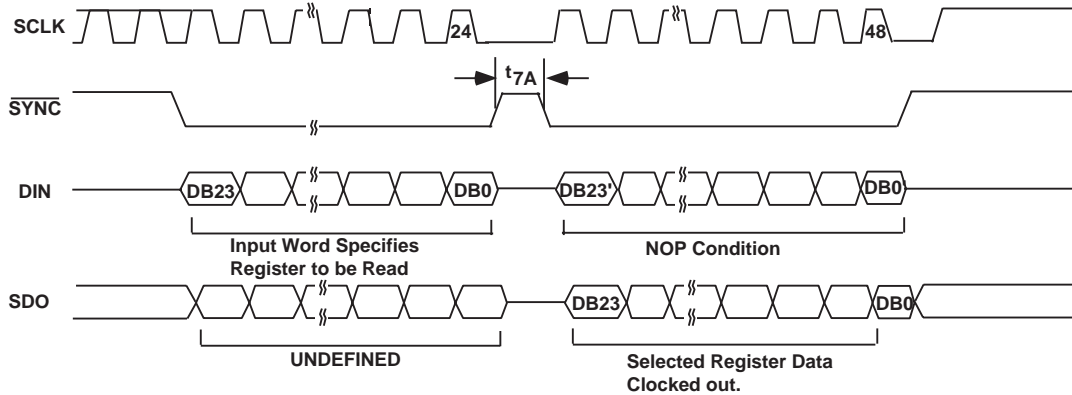 SCLK
24
48
t7A
SYNC
DIN
DB23
DB0
DB23'
DB0'
Input Word Specifies
Register to be Read
NOP Condition
SDO
DB23
DB0
UNDEFINED
Selected Register Data
Clocked out.